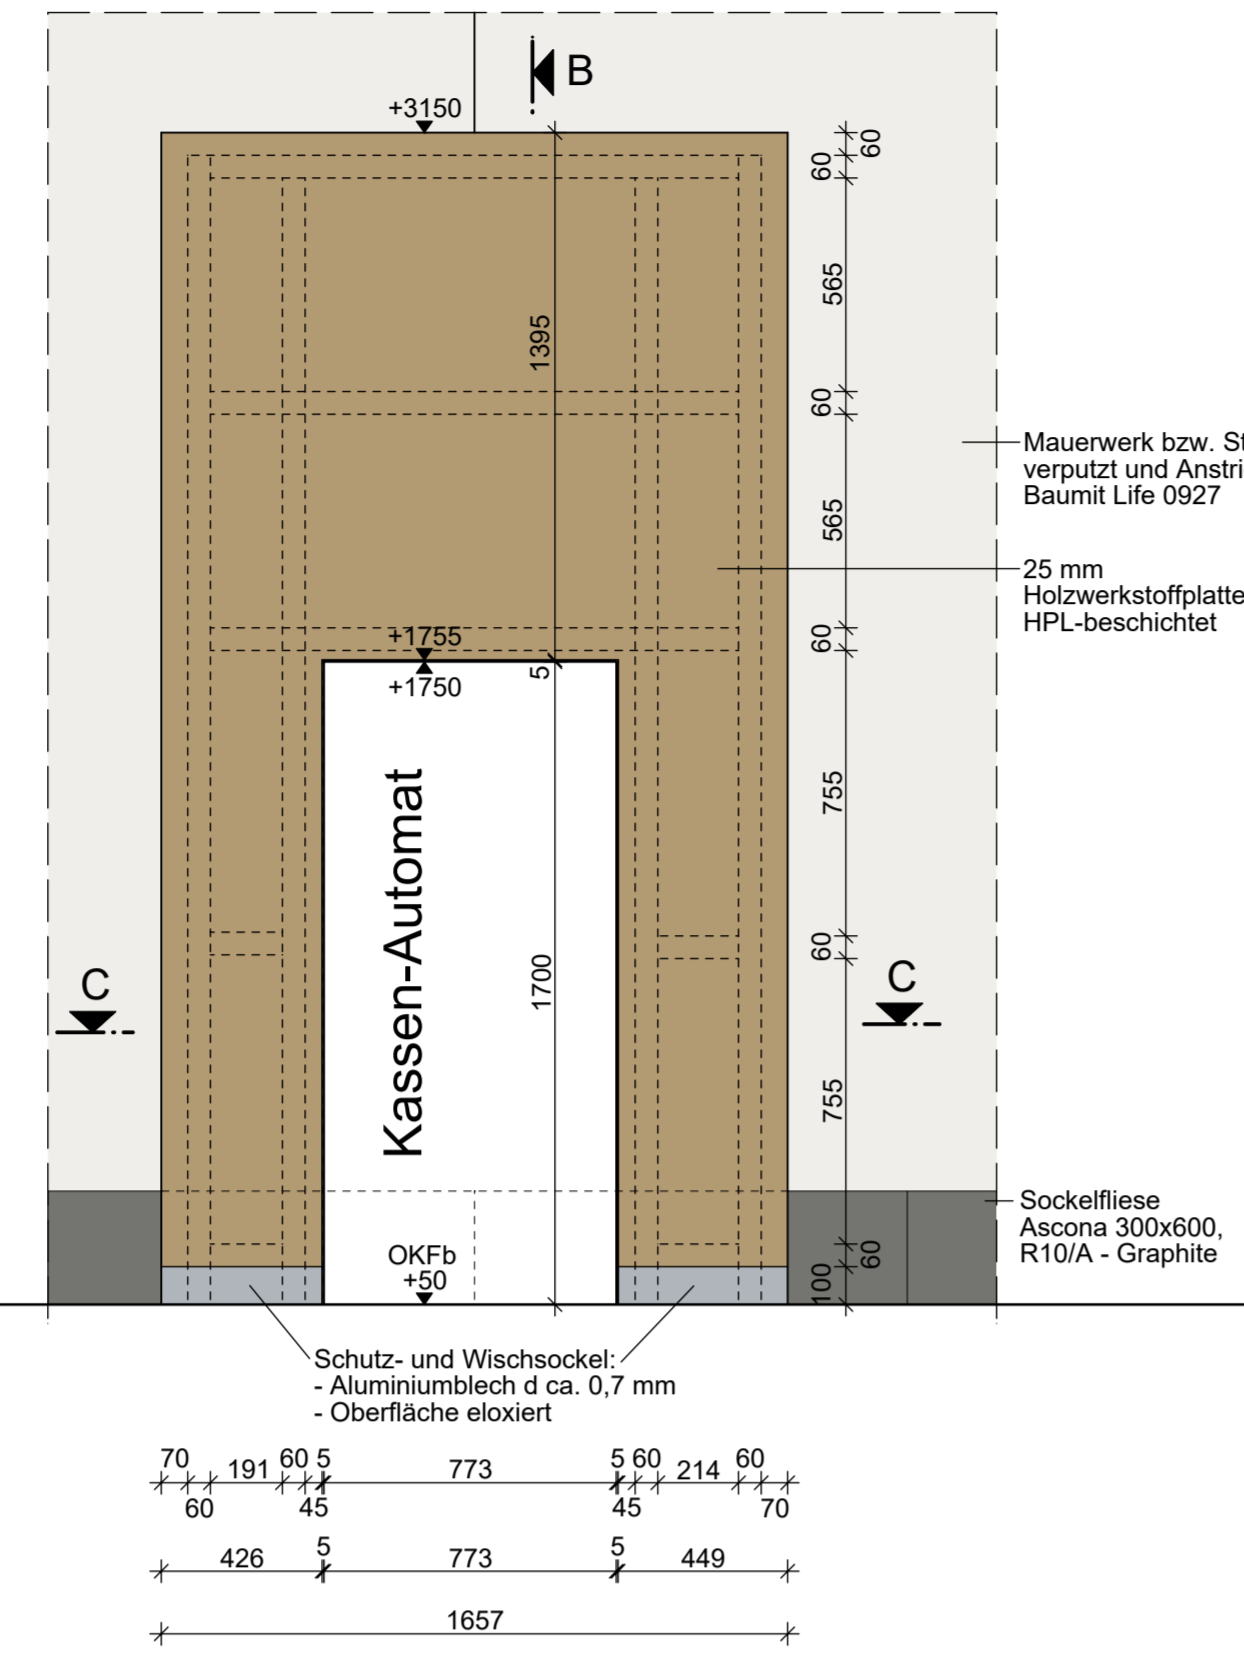 B
+3150
60
60
565
1395
60
Mauerwerk bzw. St
verputzt und Anstri
Baumit Life 0927
565
25 mm
Holzwerkstoffplatte
HPL-beschichtet
+1755
60
5
+1750
755
Kassen-Automat
1700
60
C
C
755
Sockelfliese
Ascona 300x600,
R10/A - Graphite
OKFb
+50
60
100
Schutz- und Wischsockel:
- Aluminiumblech d ca. 0,7 mm
- Oberfläche eloxiert
70 191 60 5 773 5 60 214 60
60 45 45 70
426 5 773 5 449
1657